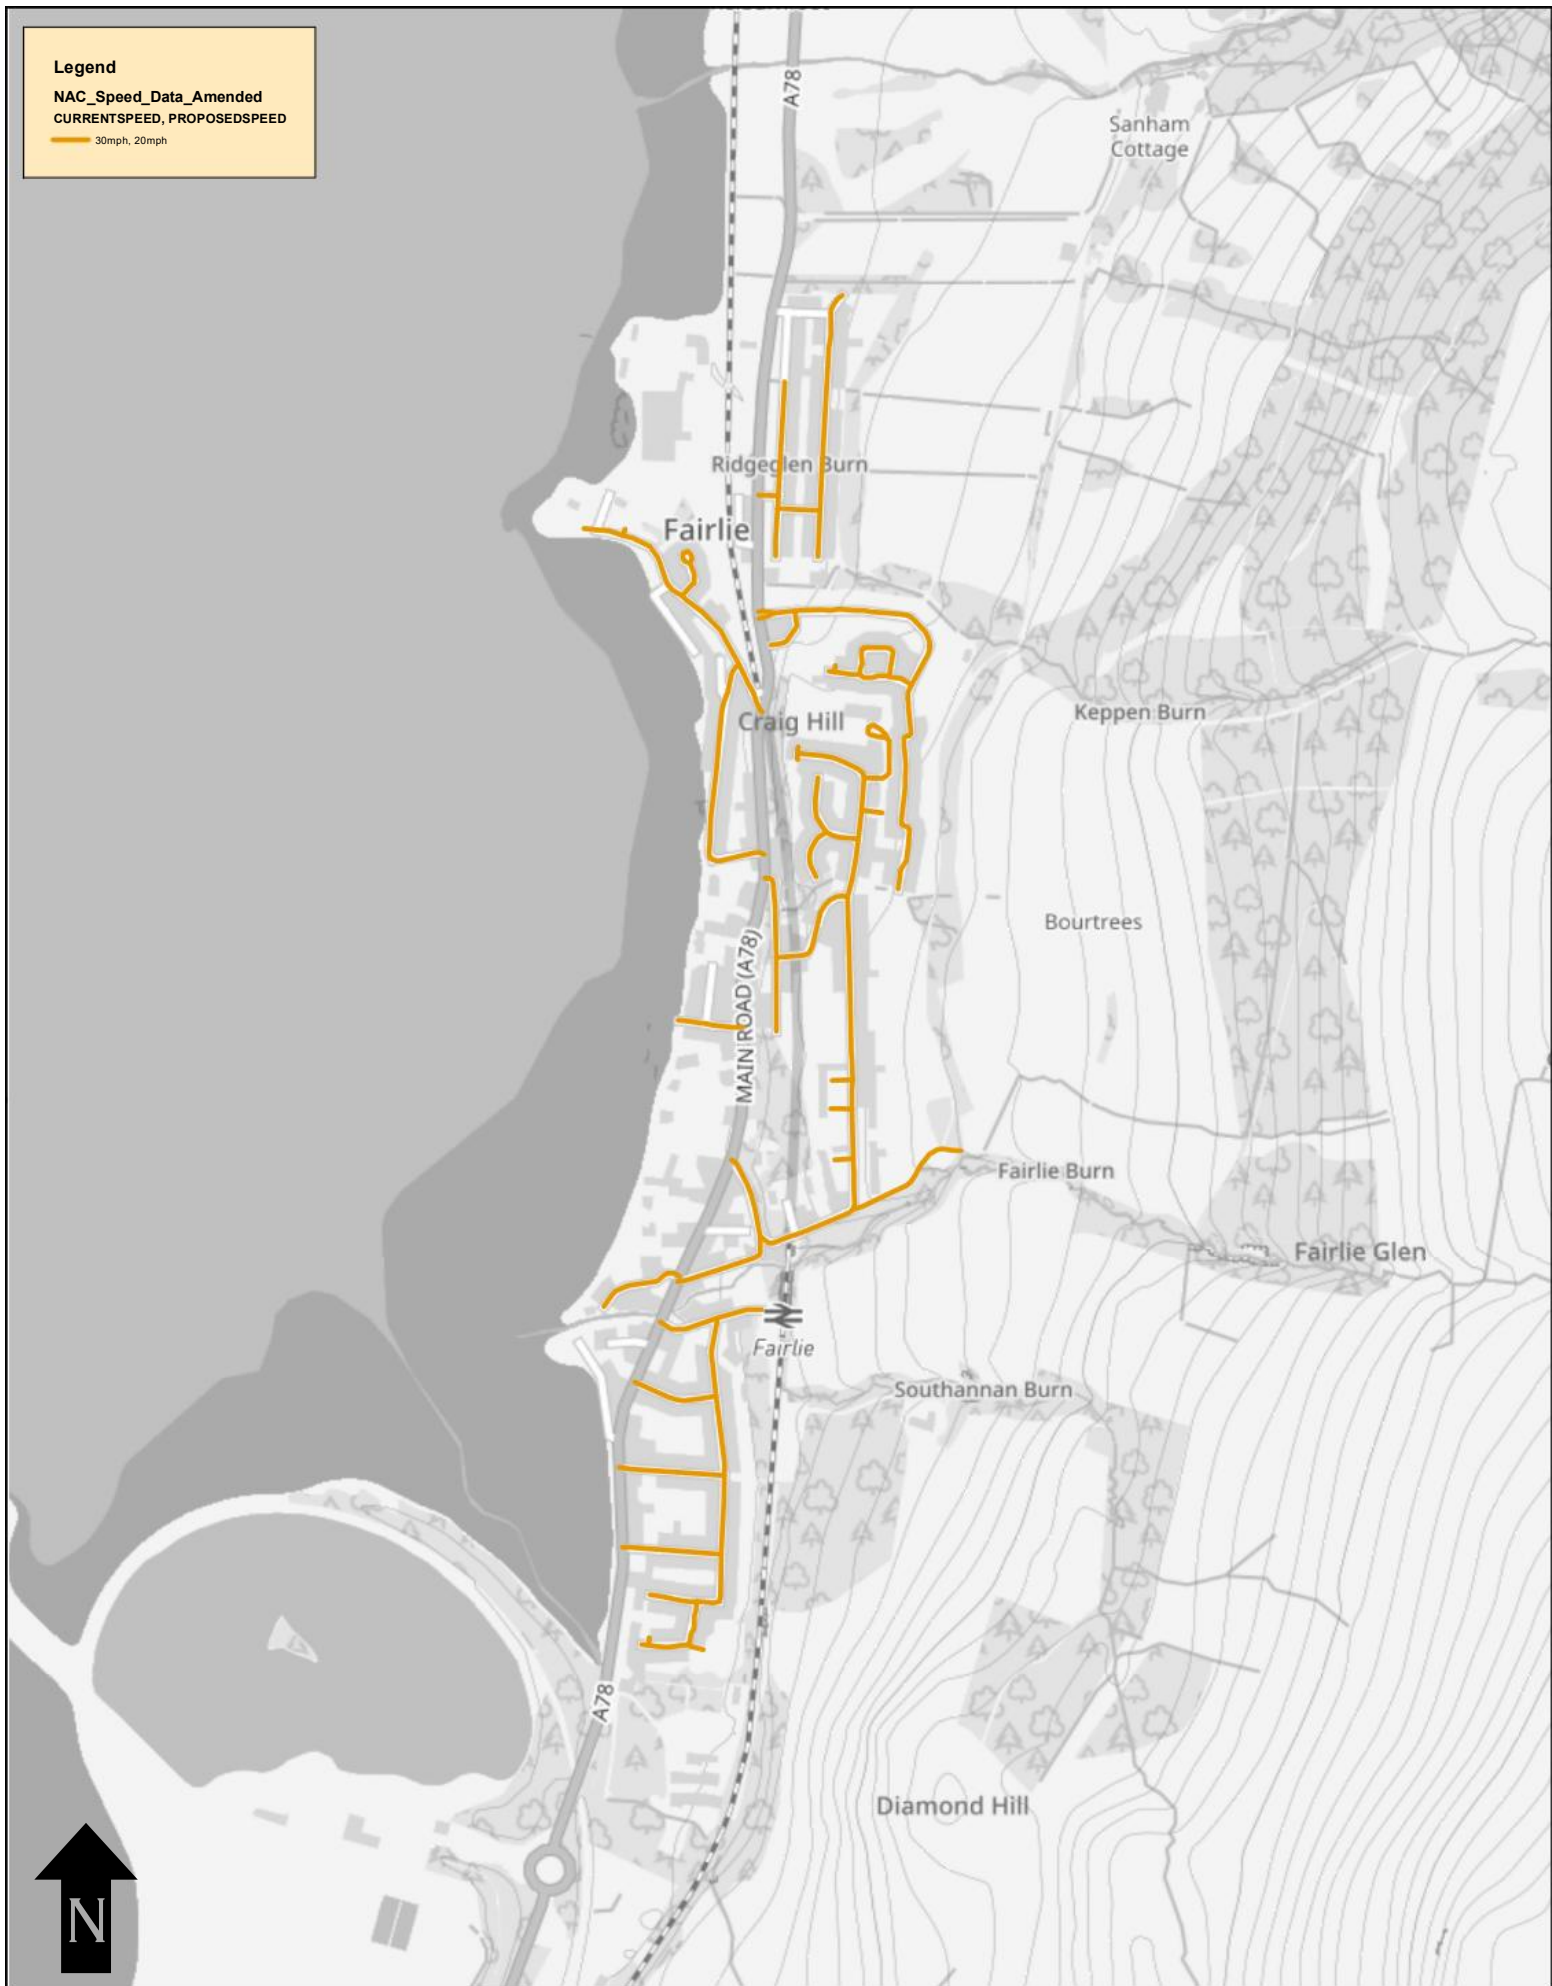 Legend
NAC_Speed_Data_Amended
CURRENTSPEED, PROPOSEDSPEED
30mph, 20mph
A78
Sanham
Cottage
Ridgeglen Burn
Fairlie
Craig Hill
Keppen Burn
Bourtrees
MAIN ROAD (A78)
Fairlie Burn
Fairlie Glen
Fairlie
Southannan Burn
A78
Diamond Hill
N